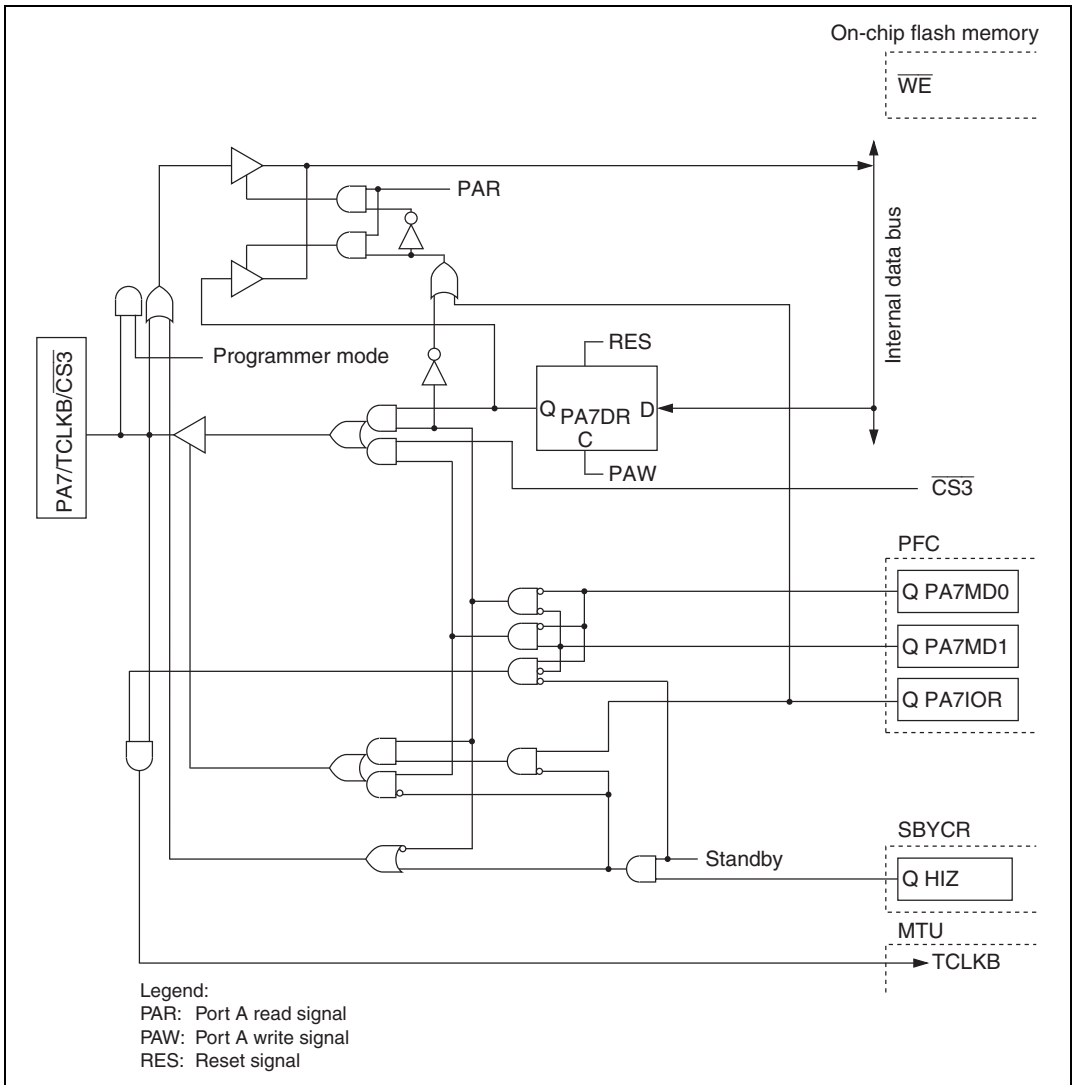 On-chip flash memory
WE
PAR
Internal data bus
Programmer mode
PA7/TCLKB/CS3
RES
Q PA7DR D
C
PAW
CS3
PFC
Q PA7MD0
Q PA7MD1
Q PA7IOR
SBYCR
Standby
Q HIZ
MTU
TCLKB
Legend:
PAR: Port A read signal
PAW: Port A write signal
RES: Reset signal